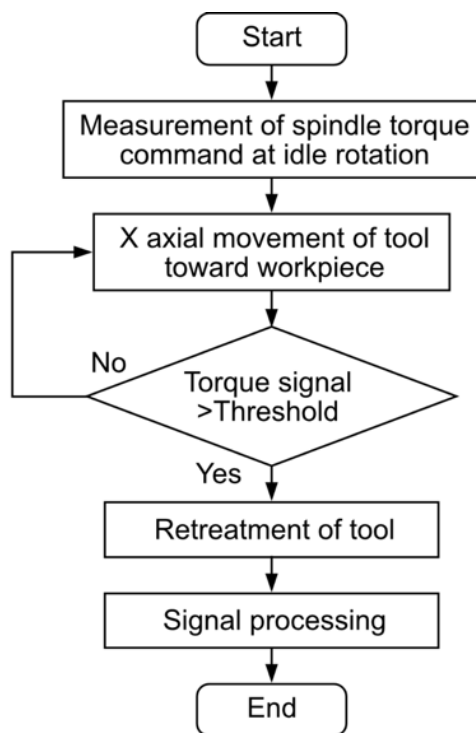 Start
Measurement of spindle torque
command at idle rotation
X axial movement of tool
toward workpiece
No
Torque signal
>Threshold
Yes
Retreatment of tool
Signal processing
End